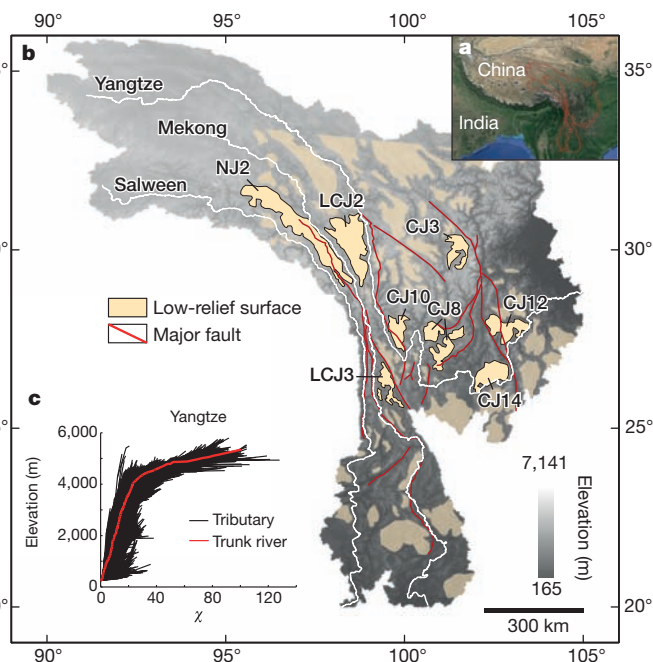 90°
95°
100°
105°
b
a
China
India
35°
Yangtze
Mekong
Salween
NJ2
LCJ2
CJ3
30°
CJ10
CJ8
CJ12
Low-relief surface
Major fault
LCJ3
CJ14
c
Yangtze
25°
6,000
4,000
2,000
0
Elevation (m)
Tributary
Trunk river
0
40
80
120
χ
7,141
165
Elevation (m)
20°
300 km
90°
95°
100°
105°